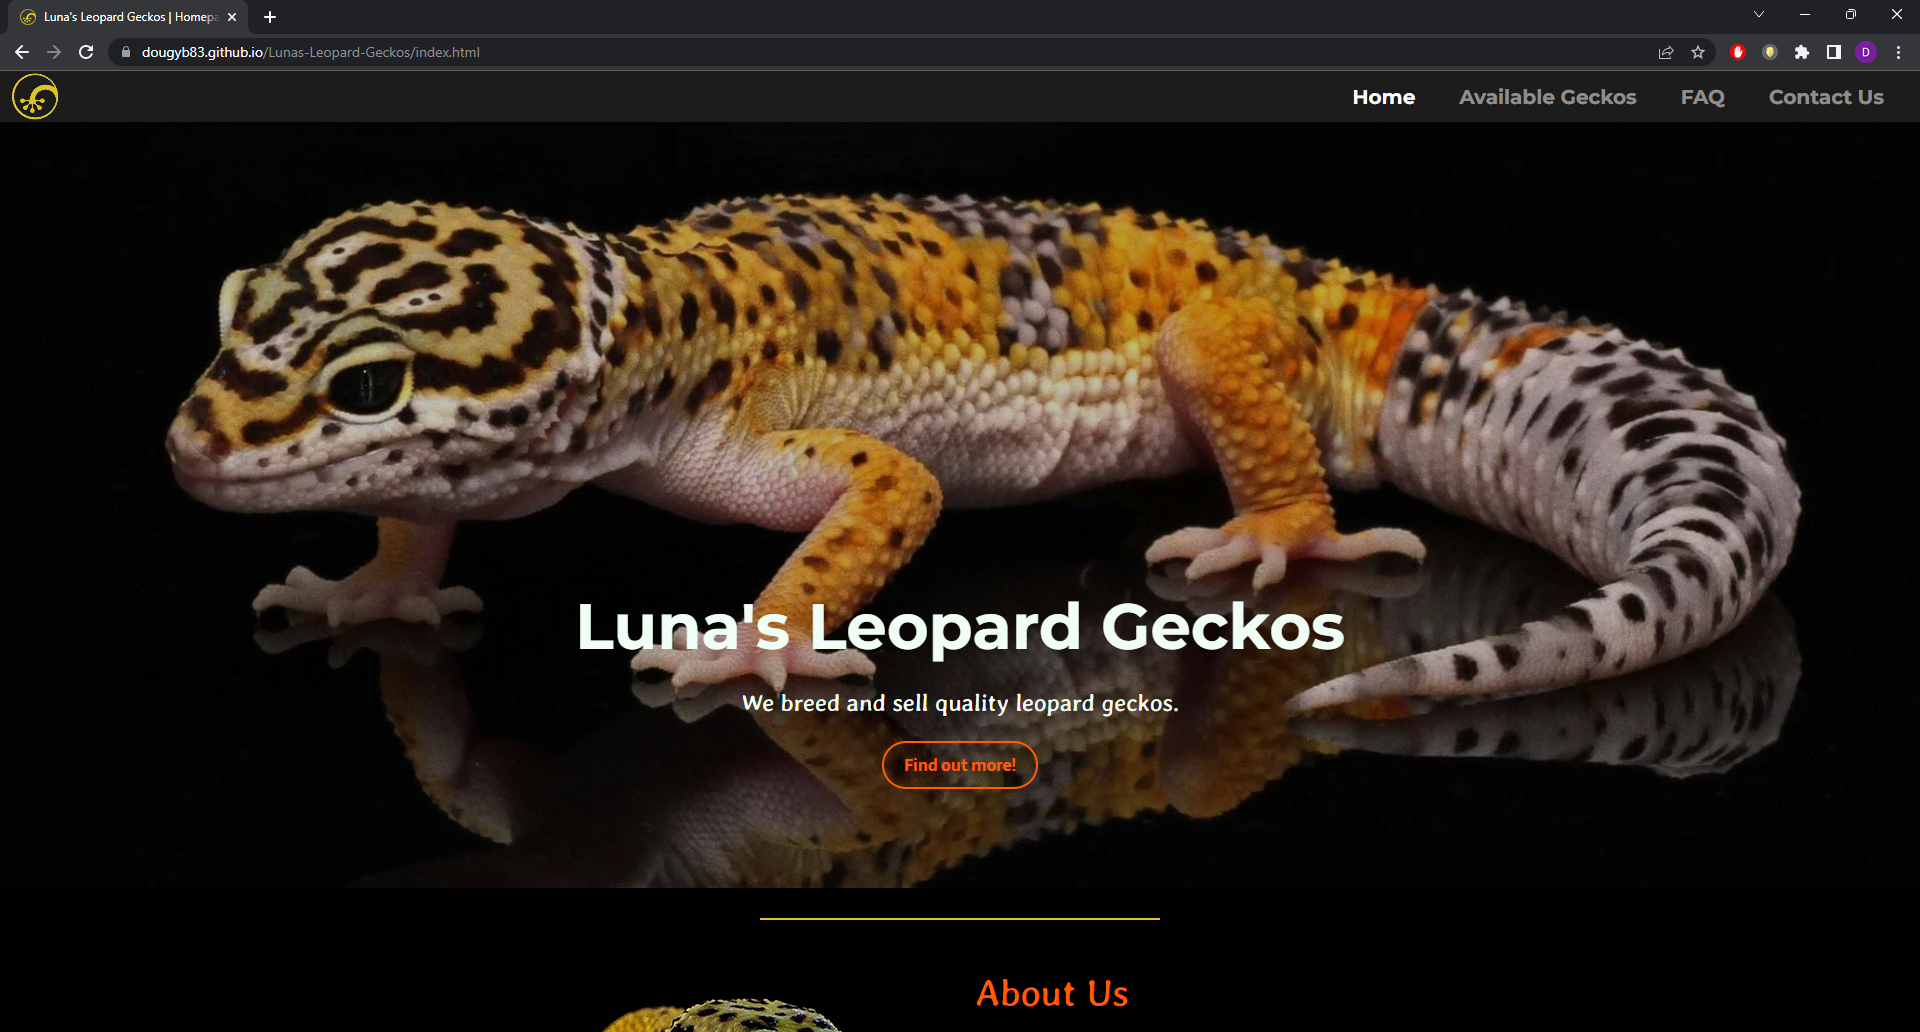 Luna's Leopard Geckos | Homepa
dougyb83.github.io/Lunas-Leopard-Geckos/index.html
D
Home Available Geckos FAQ Contact Us
Luna's Leopard Geckos
We breed and sell quality leopard geckos.
Find out more!
About Us